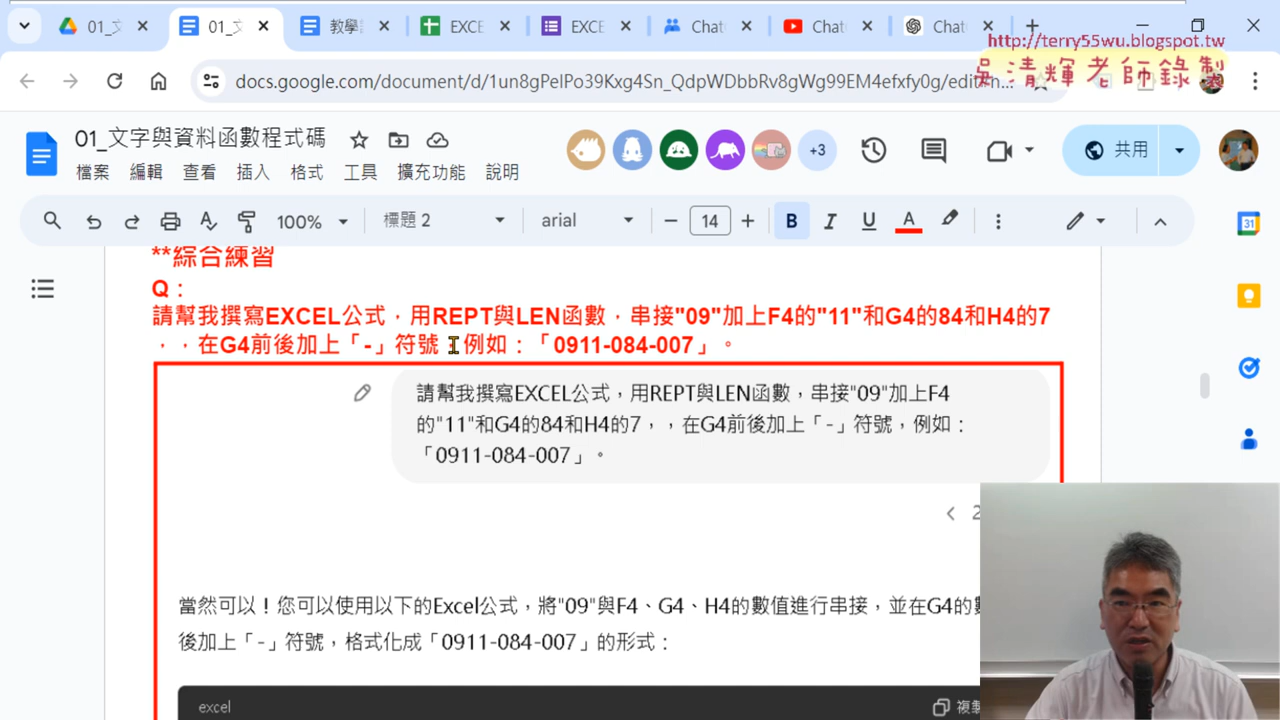 01_文
01_文
教學
EXCE
EXCE
Chat
Chat
Chat
http://terry55wu.blogspot.tw
吳清輝老師錄製
docs.google.com/document/d/1un8gPelPo39Kxg4Sn_QdpWDbbRv8gWg99EM4efxfy0g/edit
01_文字與資料函數程式碼
+3
共用
檔案 編輯 查看 插入 格式 工具 擴充功能 說明
100% 標題 2 arial 14 B I U A
31
**綜合練習
Q：
請幫我撰寫EXCEL公式，用REPT與LEN函數，串接"09"加上F4的"11"和G4的84和H4的7
，，在G4前後加上「-」符號，例如：「0911-084-007」。
請幫我撰寫EXCEL公式，用REPT與LEN函數，串接"09"加上F4
的"11"和G4的84和H4的7，，在G4前後加上「-」符號，例如：
「0911-084-007」。
當然可以！您可以使用以下的Excel公式，將"09"與F4、G4、H4的數值進行串接，並在G4的
後加上「-」符號，格式化成「0911-084-007」的形式：
excel
複製